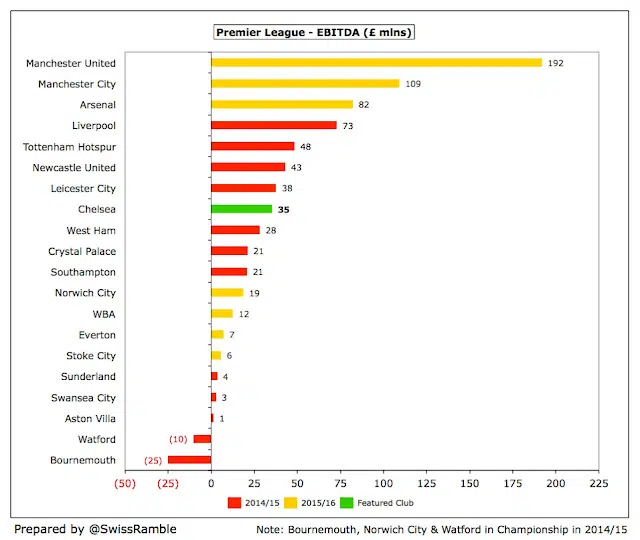 Premier League - EBITDA (£ mlns)
Manchester United 192
Manchester City 109
Arsenal 82
Liverpool 73
Tottenham Hotspur 48
Newcastle United 43
Leicester City 38
Chelsea 35
West Ham 28
Crystal Palace 21
Southampton 21
Norwich City 19
WBA 12
Everton 7
Stoke City 6
Sunderland 4
Swansea City 3
Aston Villa 1
Watford (10)
Bournemouth (25)
(50) (25) 0 25 50 75 100 125 150 175 200 225
2014/15 2015/16 Featured Club
Prepared by @SwissRamble Note: Bournemouth, Norwich City & Watford in Championship in 2014/15